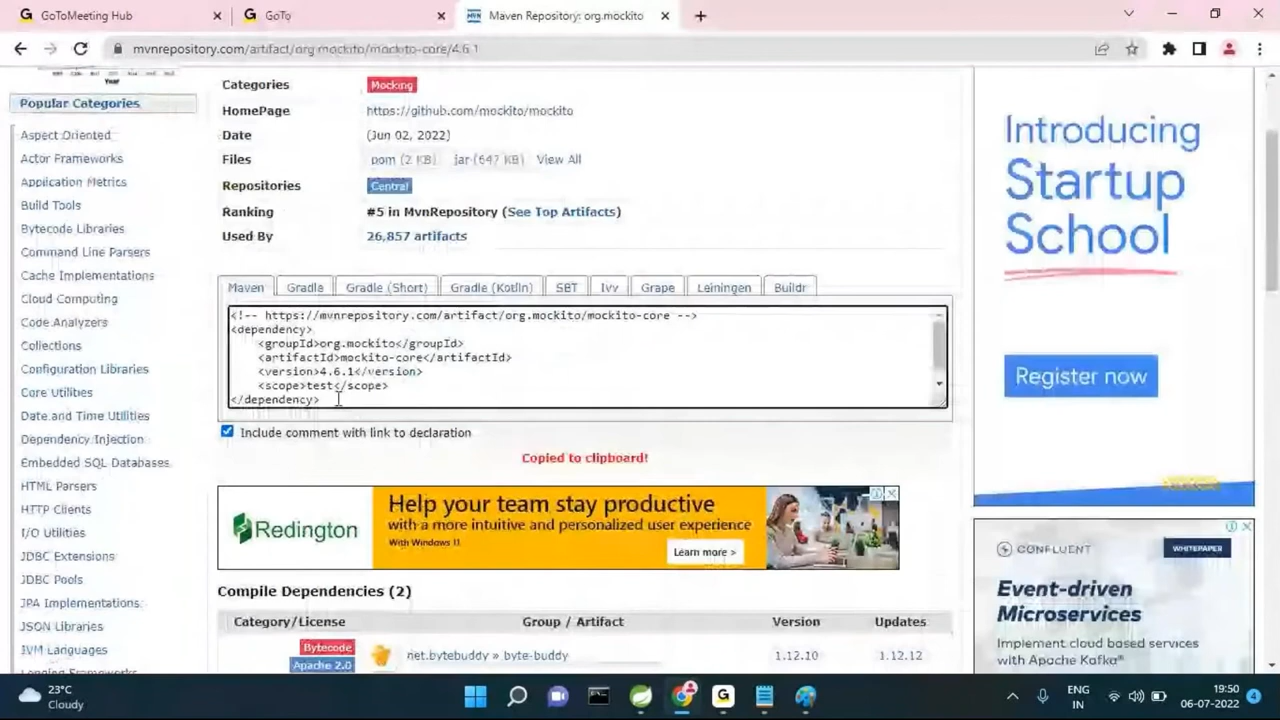 GoToMeeting Hub
GoTo
Maven Repository: org.mockito
mvnrepository.com/artifact/org.mockito/mockito-core/4.6.1
Year
Popular Categories
Aspect Oriented
Actor Frameworks
Application Metrics
Build Tools
Bytecode Libraries
Command Line Parsers
Cache Implementations
Cloud Computing
Code Analyzers
Collections
Configuration Libraries
Core Utilities
Date and Time Utilities
Dependency Injection
Embedded SQL Databases
HTML Parsers
HTTP Clients
I/O Utilities
JDBC Extensions
JDBC Pools
JPA Implementations
JSON Libraries
JVM Languages
Logging Frameworks
Categories Mocking
HomePage https://github.com/mockito/mockito
Date (Jun 02, 2022)
Files pom (2 KB) jar (647 KB) View All
Repositories Central
Ranking #5 in MvnRepository (See Top Artifacts)
Used By 26,857 artifacts
Maven Gradle Gradle (Short) Gradle (Kotlin) SBT Ivy Grape Leiningen Buildr
<!-- https://mvnrepository.com/artifact/org.mockito/mockito-core -->
<dependency>
<groupId>org.mockito</groupId>
<artifactId>mockito-core</artifactId>
<version>4.6.1</version>
<scope>test</scope>
</dependency>
Include comment with link to declaration
Copied to clipboard!
Redington
Help your team stay productive
with a more intuitive and personalized user experience
With Windows 11
Learn more >
Compile Dependencies (2)
Category/License Group / Artifact Version Updates
Bytecode
Apache 2.0
net.bytebuddy » byte-buddy 1.12.10 1.12.12
Introducing
Startup
School
Register now
CONFLUENT
WHITEPAPER
Event-driven
Microservices
Implement cloud based services
with Apache Kafka®
23°C
Cloudy
ENG
IN
19:50
06-07-2022
4